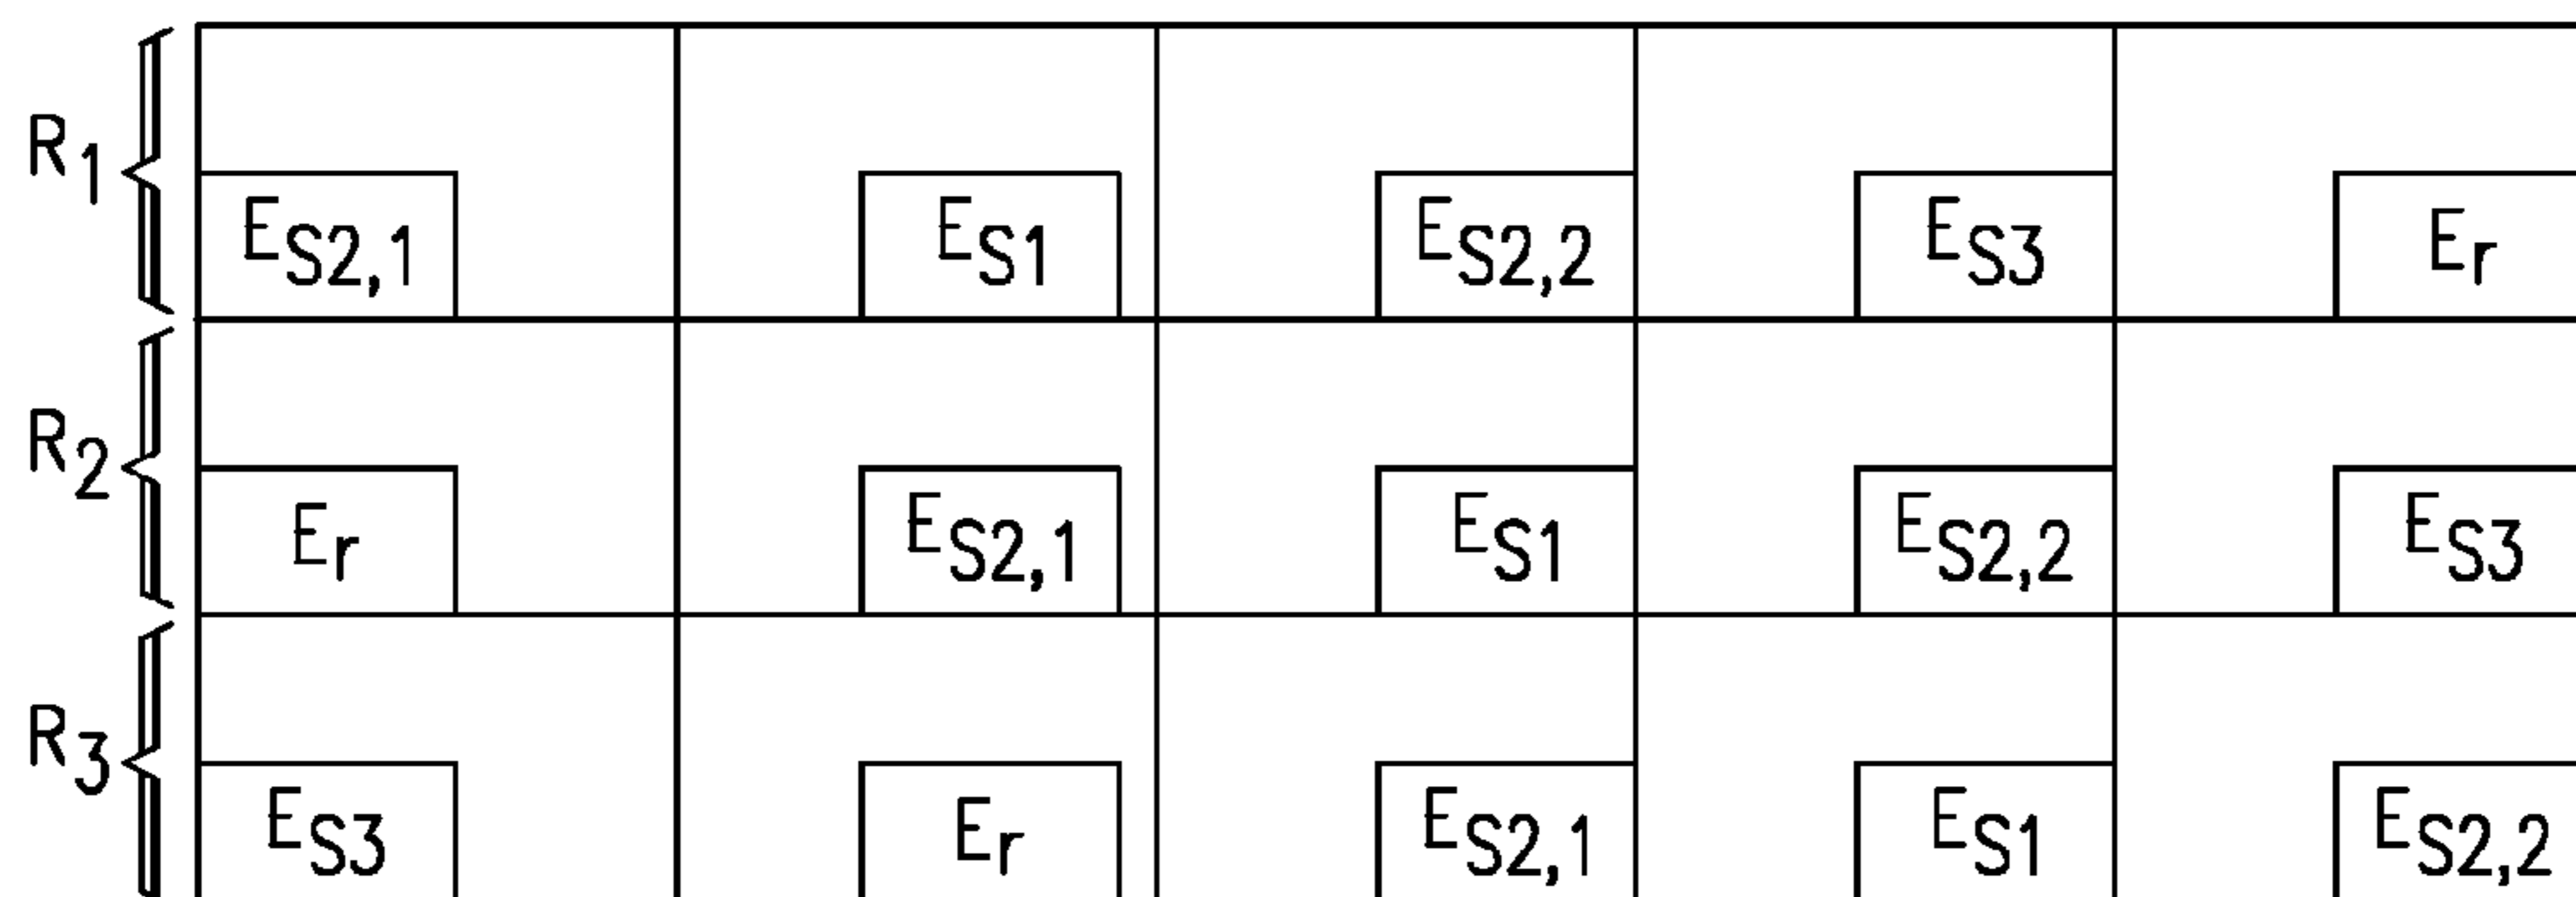 R1 ES2,1 ES1 ES2,2 ES3 Er
R2 Er ES2,1 ES1 ES2,2 ES3
R3 ES3 Er ES2,1 ES1 ES2,2